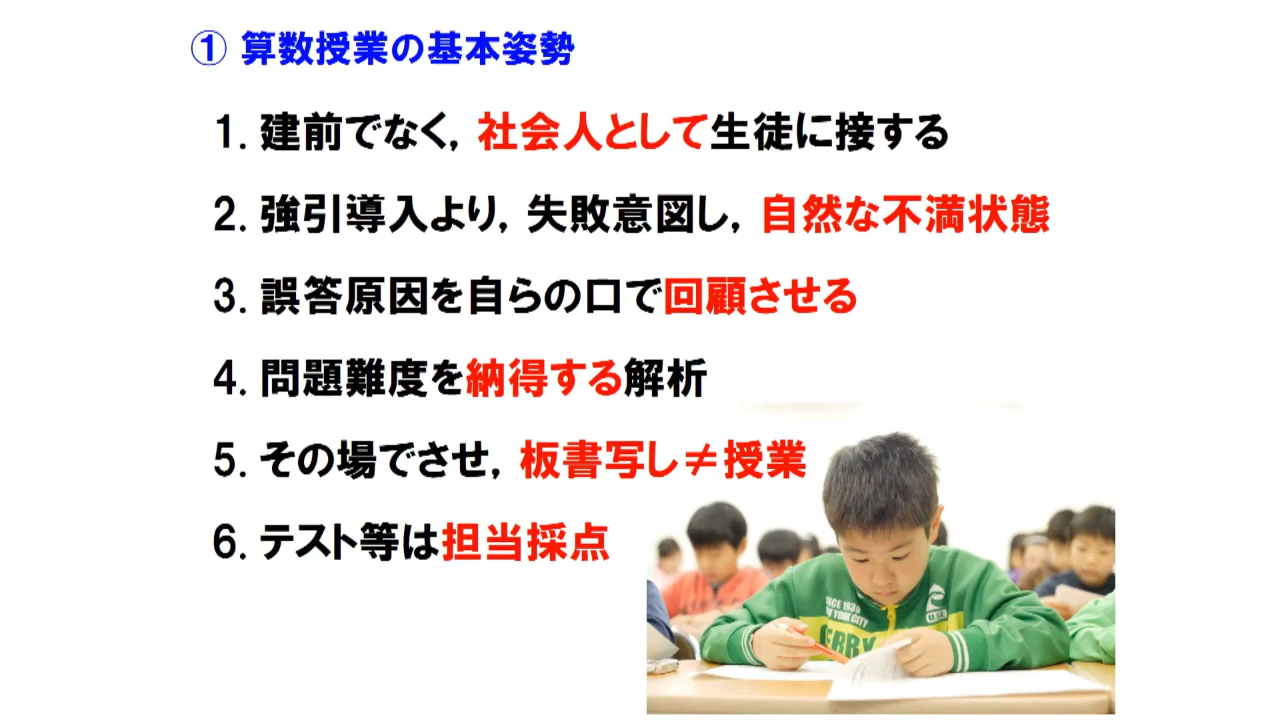 ① 算数授業の基本姿勢
1. 建前でなく，社会人として生徒に接する
2. 強引導入より，失敗意図し，自然な不満状態
3. 誤答原因を自らの口で回顧させる
4. 問題難度を納得する解析
5. その場でさせ，板書写し≠授業
6. テスト等は担当採点
SINCE 1939
YORK CITY